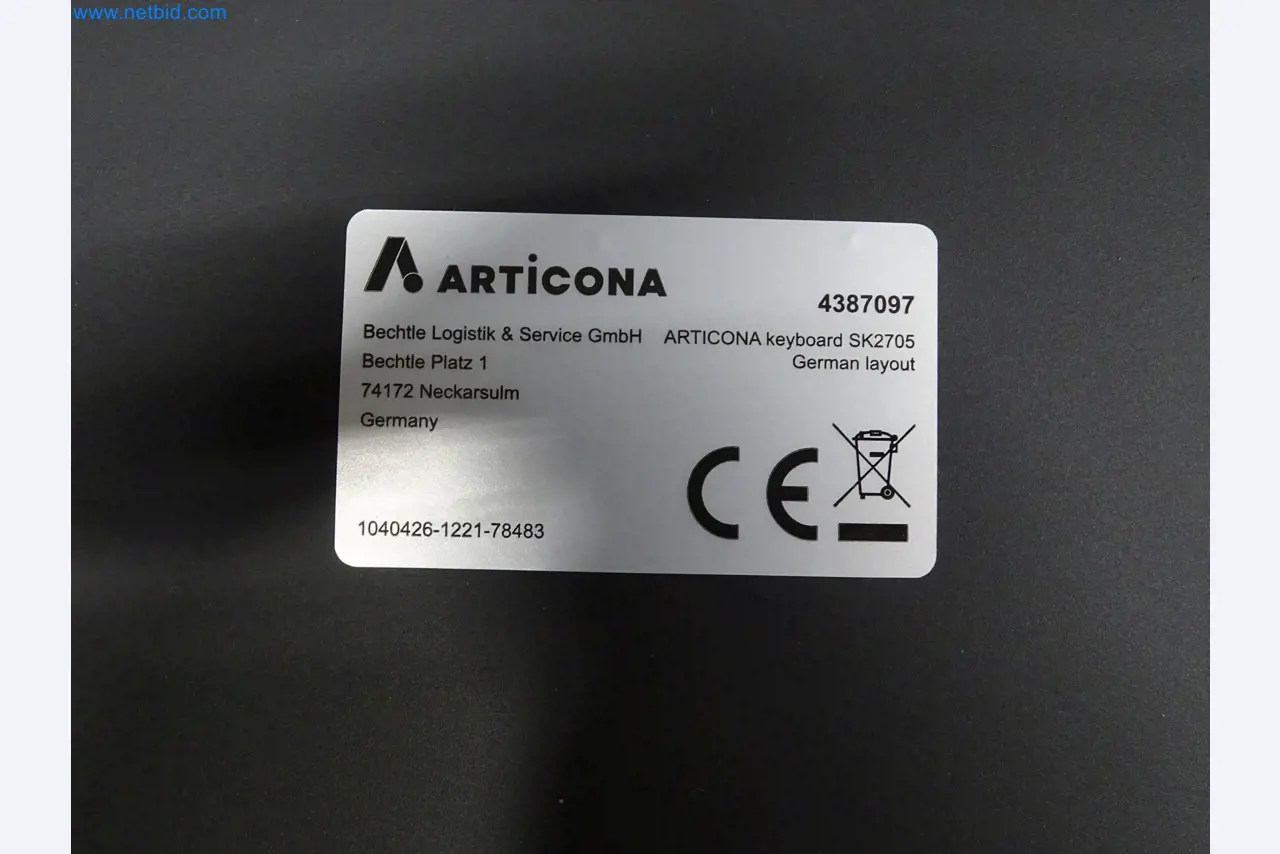 www.netbid.com
ARTICONA
4387097
Bechtle Logistik & Service GmbH
Bechtle Platz 1
74172 Neckarsulm
Germany
ARTICONA keyboard SK2705
German layout
CE
1040426-1221-78483